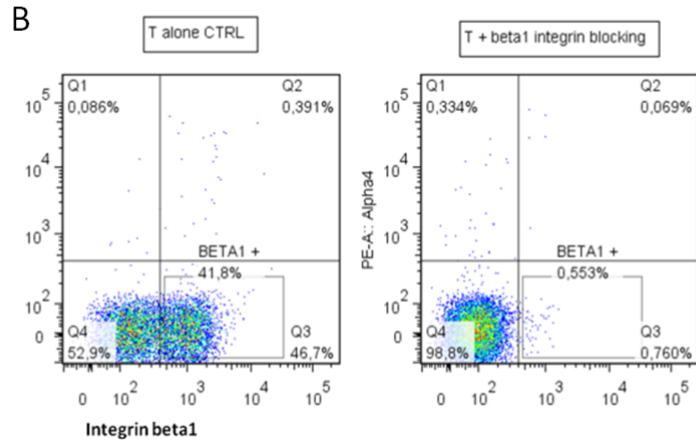 B
T alone CTRL
T + beta1 integrin blocking
Q1
0,086%
Q2
0,391%
10^5
10^4
10^3
10^2
0
BETA1 +
41,8%
Q4
52,9%
Q3
46,7%
0 10^2 10^3 10^4 10^5
Integrin beta1
PE-A:: Alpha4
Q1
0,334%
Q2
0,069%
10^5
10^4
10^3
10^2
0
BETA1 +
0,553%
Q4
98,8%
Q3
0,760%
0 10^2 10^3 10^4 10^5